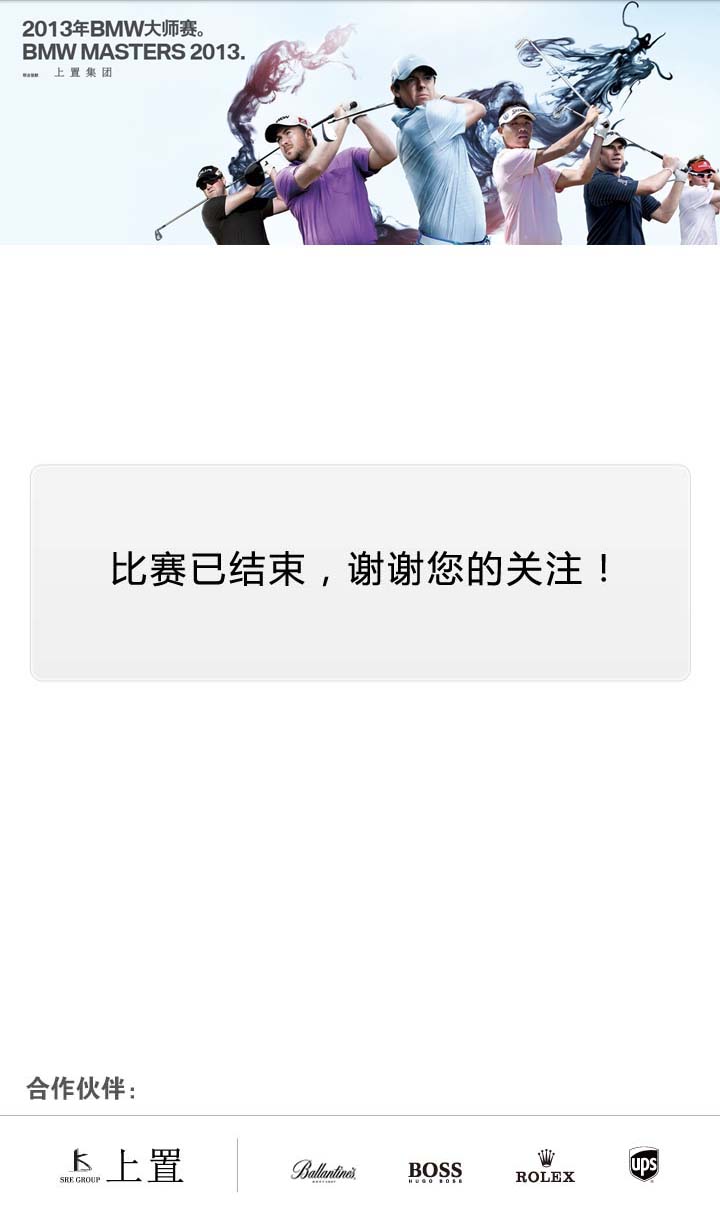 2013年BMW大师赛。
BMW MASTERS 2013.
上置集团
比赛已结束，谢谢您的关注！
合作伙伴：
SRE GROUP 上置
Ballantine's
BOSS
HUGO BOSS
ROLEX
ups